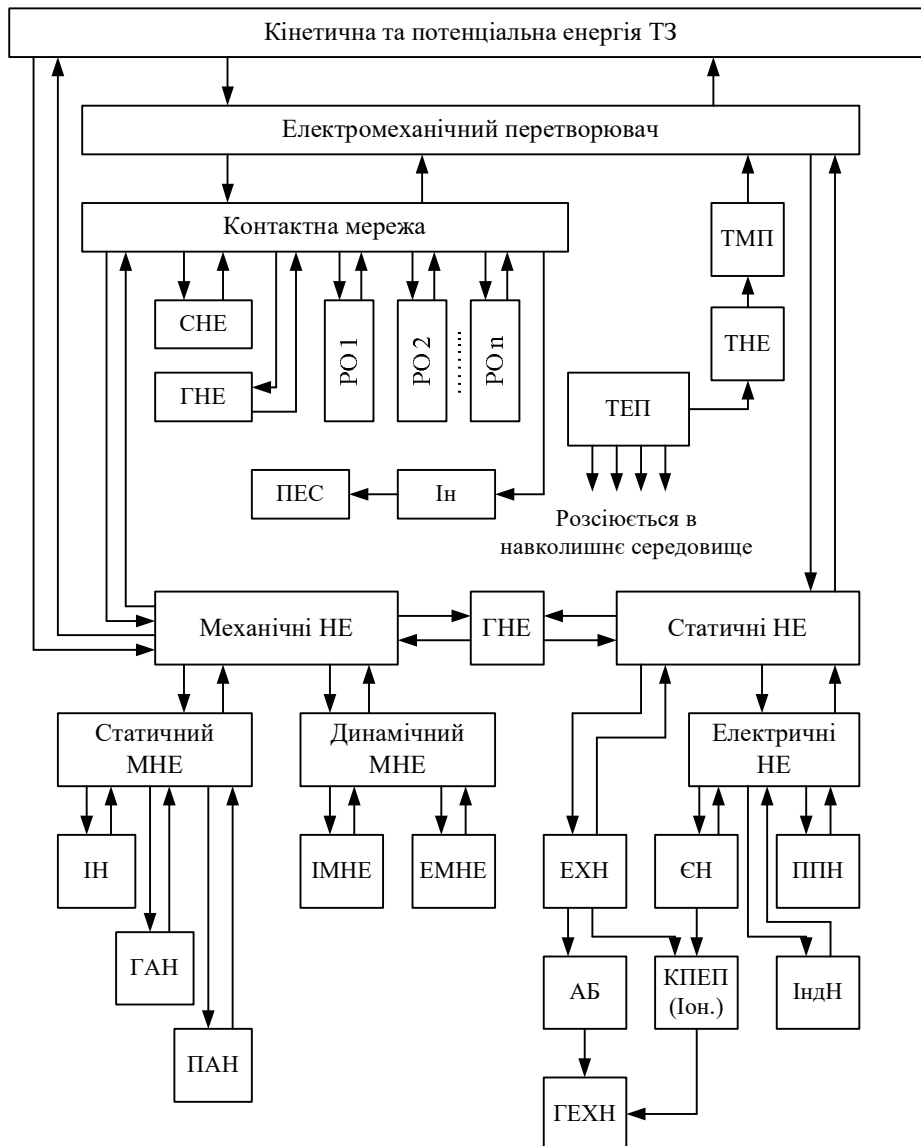 Кінетична та потенціальна енергія ТЗ
Електромеханічний перетворювач
Контактна мережа
ТМП
СНЕ
РО 1
РО 2
РО n
ТНЕ
ГНЕ
ТЕП
ПЕС
Ін
Розсіюється в
навколишнє середовище
Механічні НЕ
ГНЕ
Статичні НЕ
Статичний
МНЕ
Динамічний
МНЕ
Електричні
НЕ
ІН
ІМНЕ
ЕМНЕ
ЕХН
ЄН
ППН
ГАН
АБ
КПЕП
(Іон.)
ІндН
ПАН
ГЕХН